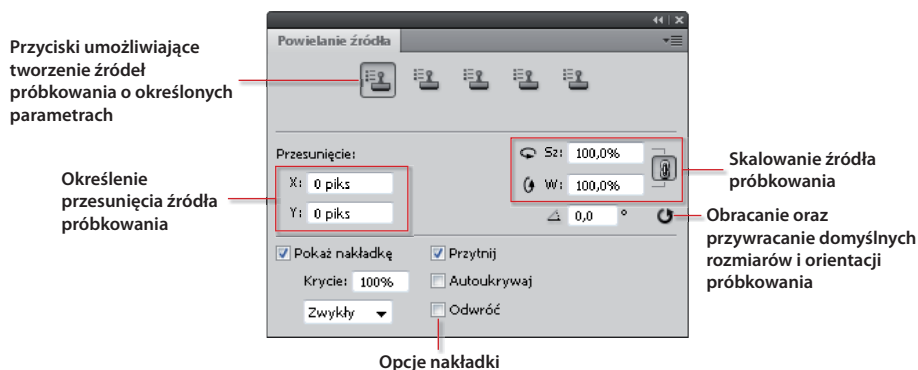 Powielanie źródła
Przyciski umożliwiające
tworzenie źródeł
próbkowania o określonych
parametrach
Przesunięcie:
X: 0 piks
Y: 0 piks
Sz: 100,0%
W: 100,0%
0,0 °
Określenie
przesunięcia źródła
próbkowania
Skalowanie źródła
próbkowania
Obracanie oraz
przywracanie domyślnych
rozmiarów i orientacji
próbkowania
Pokaż nakładkę
Krycie: 100%
Zwykły
Przytnij
Autoukrywaj
Odwróć
Opcje nakładki